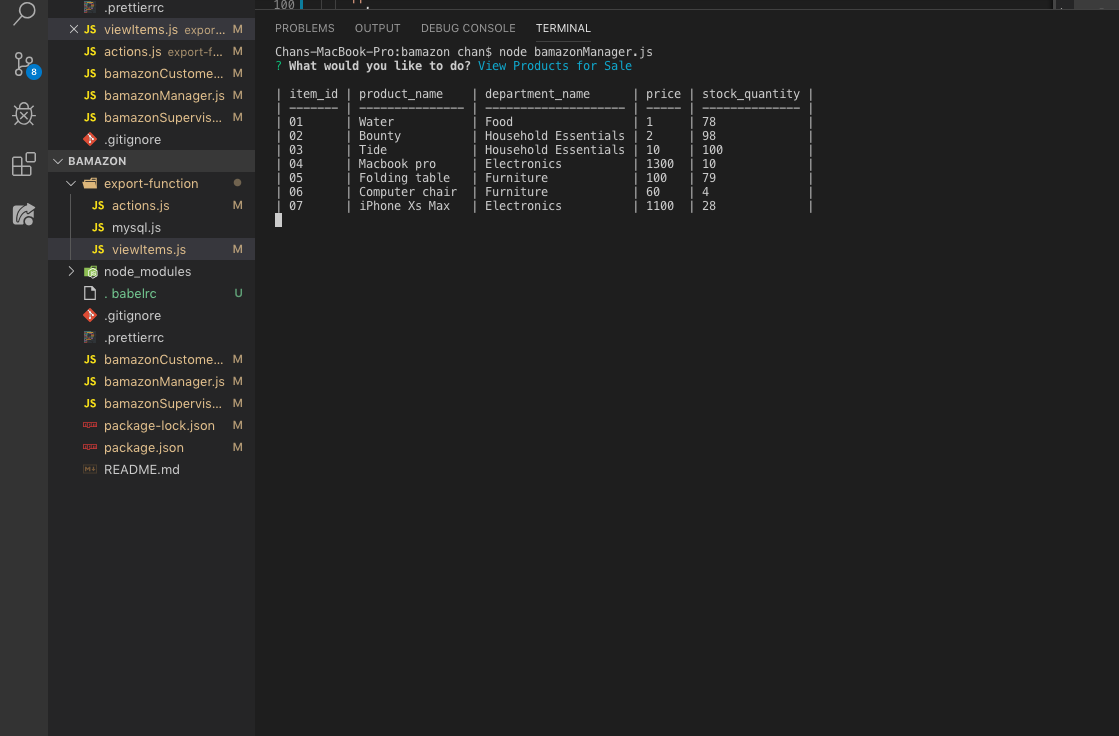 .prettierrc
JS viewItems.js expor... M
JS actions.js export-f... M
JS bamazonCustome... M
JS bamazonManager.js M
JS bamazonSupervis... M
.gitignore
BAMAZON
export-function
JS actions.js M
JS mysql.js
JS viewItems.js M
node_modules
. babelrc U
.gitignore
.prettierrc
JS bamazonCustome... M
JS bamazonManager.js M
JS bamazonSupervis... M
package-lock.json M
package.json M
README.md
8
100
PROBLEMS OUTPUT DEBUG CONSOLE TERMINAL
Chans-MacBook-Pro:bamazon chan$ node bamazonManager.js
? What would you like to do? View Products for Sale
| item_id | product_name | department_name | price | stock_quantity |
| ------- | --------------- | -------------------- | ----- | -------------- |
| 01 | Water | Food | 1 | 78 |
| 02 | Bounty | Household Essentials | 2 | 98 |
| 03 | Tide | Household Essentials | 10 | 100 |
| 04 | Macbook pro | Electronics | 1300 | 10 |
| 05 | Folding table | Furniture | 100 | 79 |
| 06 | Computer chair | Furniture | 60 | 4 |
| 07 | iPhone Xs Max | Electronics | 1100 | 28 |